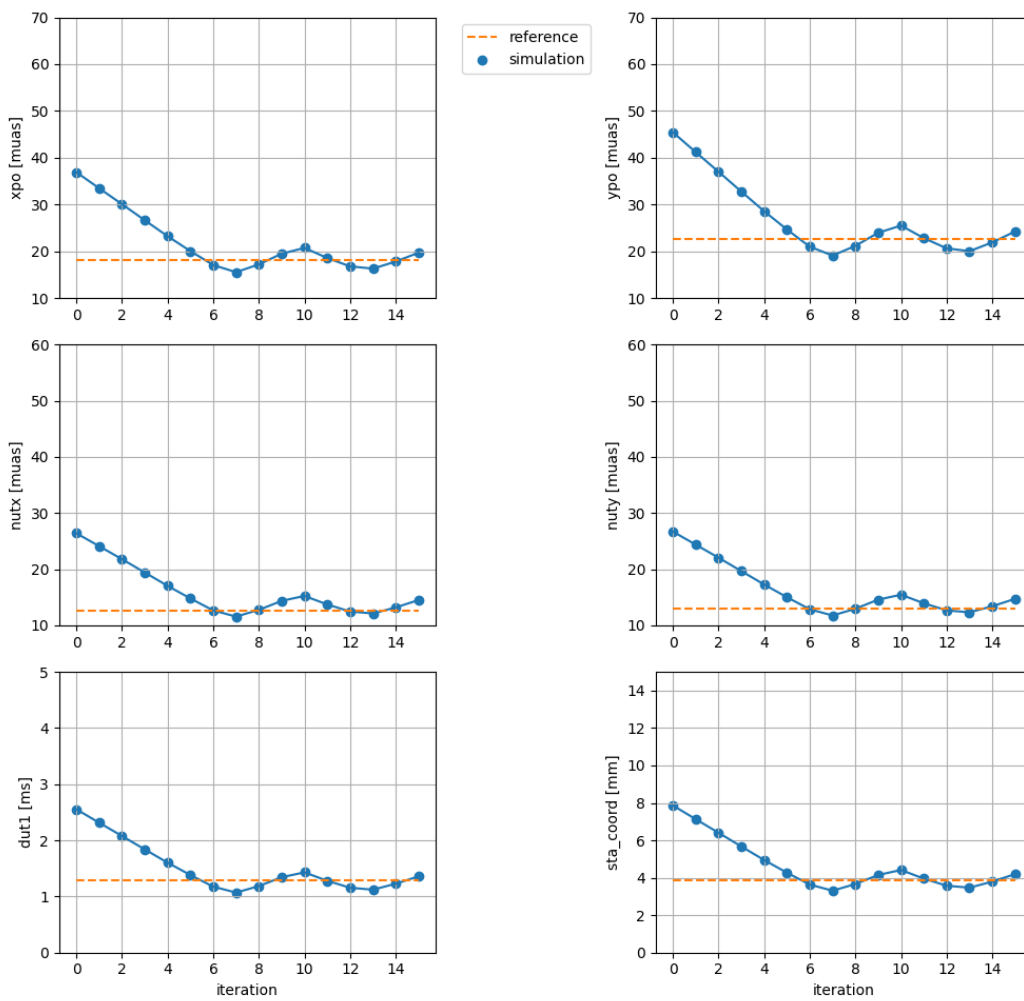 70
60
50
40
30
20
10
xpo [muas]
0 2 4 6 8 10 12 14
reference
simulation
70
60
50
40
30
20
10
ypo [muas]
0 2 4 6 8 10 12 14
60
50
40
30
20
10
nutx [muas]
0 2 4 6 8 10 12 14
60
50
40
30
20
10
nuty [muas]
0 2 4 6 8 10 12 14
5
4
3
2
1
0
dut1 [ms]
0 2 4 6 8 10 12 14
iteration
14
12
10
8
6
4
2
0
sta_coord [mm]
0 2 4 6 8 10 12 14
iteration